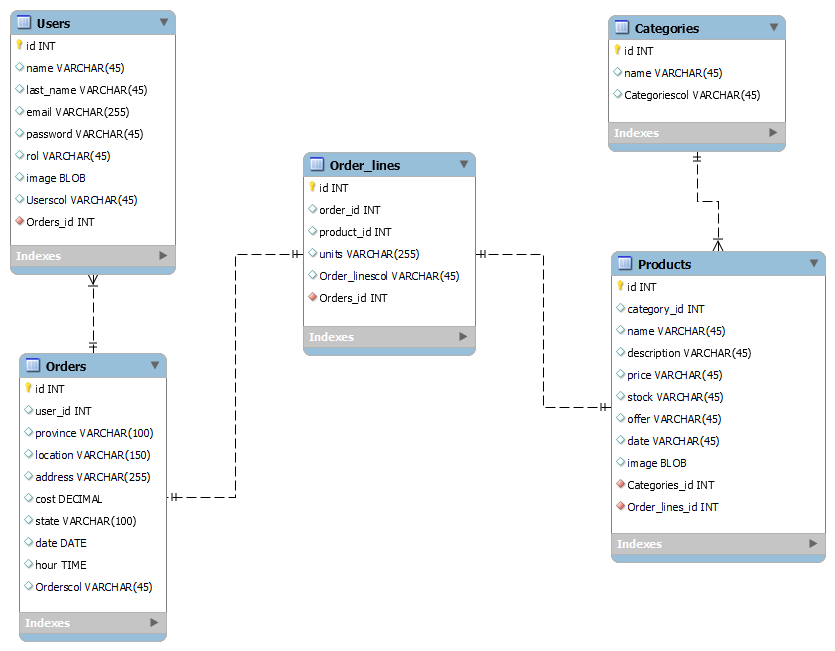 Users
id INT
name VARCHAR(45)
last_name VARCHAR(45)
email VARCHAR(255)
password VARCHAR(45)
rol VARCHAR(45)
image BLOB
Userscol VARCHAR(45)
Orders_id INT
Indexes
Orders
id INT
user_id INT
province VARCHAR(100)
location VARCHAR(150)
address VARCHAR(255)
cost DECIMAL
state VARCHAR(100)
date DATE
hour TIME
Orderscol VARCHAR(45)
Indexes
Order_lines
id INT
order_id INT
product_id INT
units VARCHAR(255)
Order_linescol VARCHAR(45)
Orders_id INT
Indexes
Categories
id INT
name VARCHAR(45)
Categoriescol VARCHAR(45)
Indexes
Products
id INT
category_id INT
name VARCHAR(45)
description VARCHAR(45)
price VARCHAR(45)
stock VARCHAR(45)
offer VARCHAR(45)
date VARCHAR(45)
image BLOB
Categories_id INT
Order_lines_id INT
Indexes